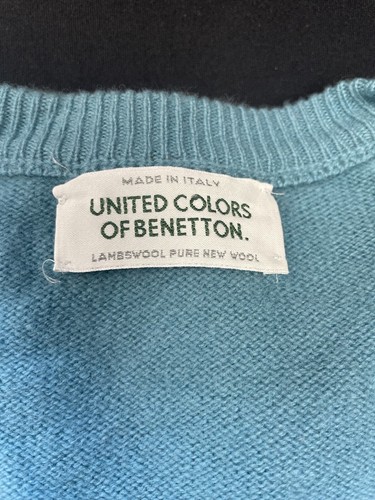 MADE IN ITALY
UNITED COLORS
OF BENETTON.
LAMBSWOOL PURE NEW WOOL